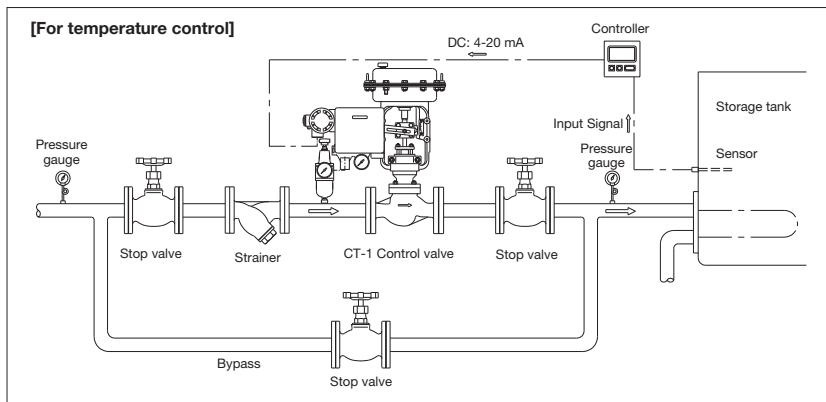 [For temperature control]
DC: 4-20 mA
Controller
Storage tank
Input Signal
Sensor
Pressure
gauge
Pressure
gauge
Stop valve
Strainer
CT-1 Control valve
Stop valve
Bypass
Stop valve